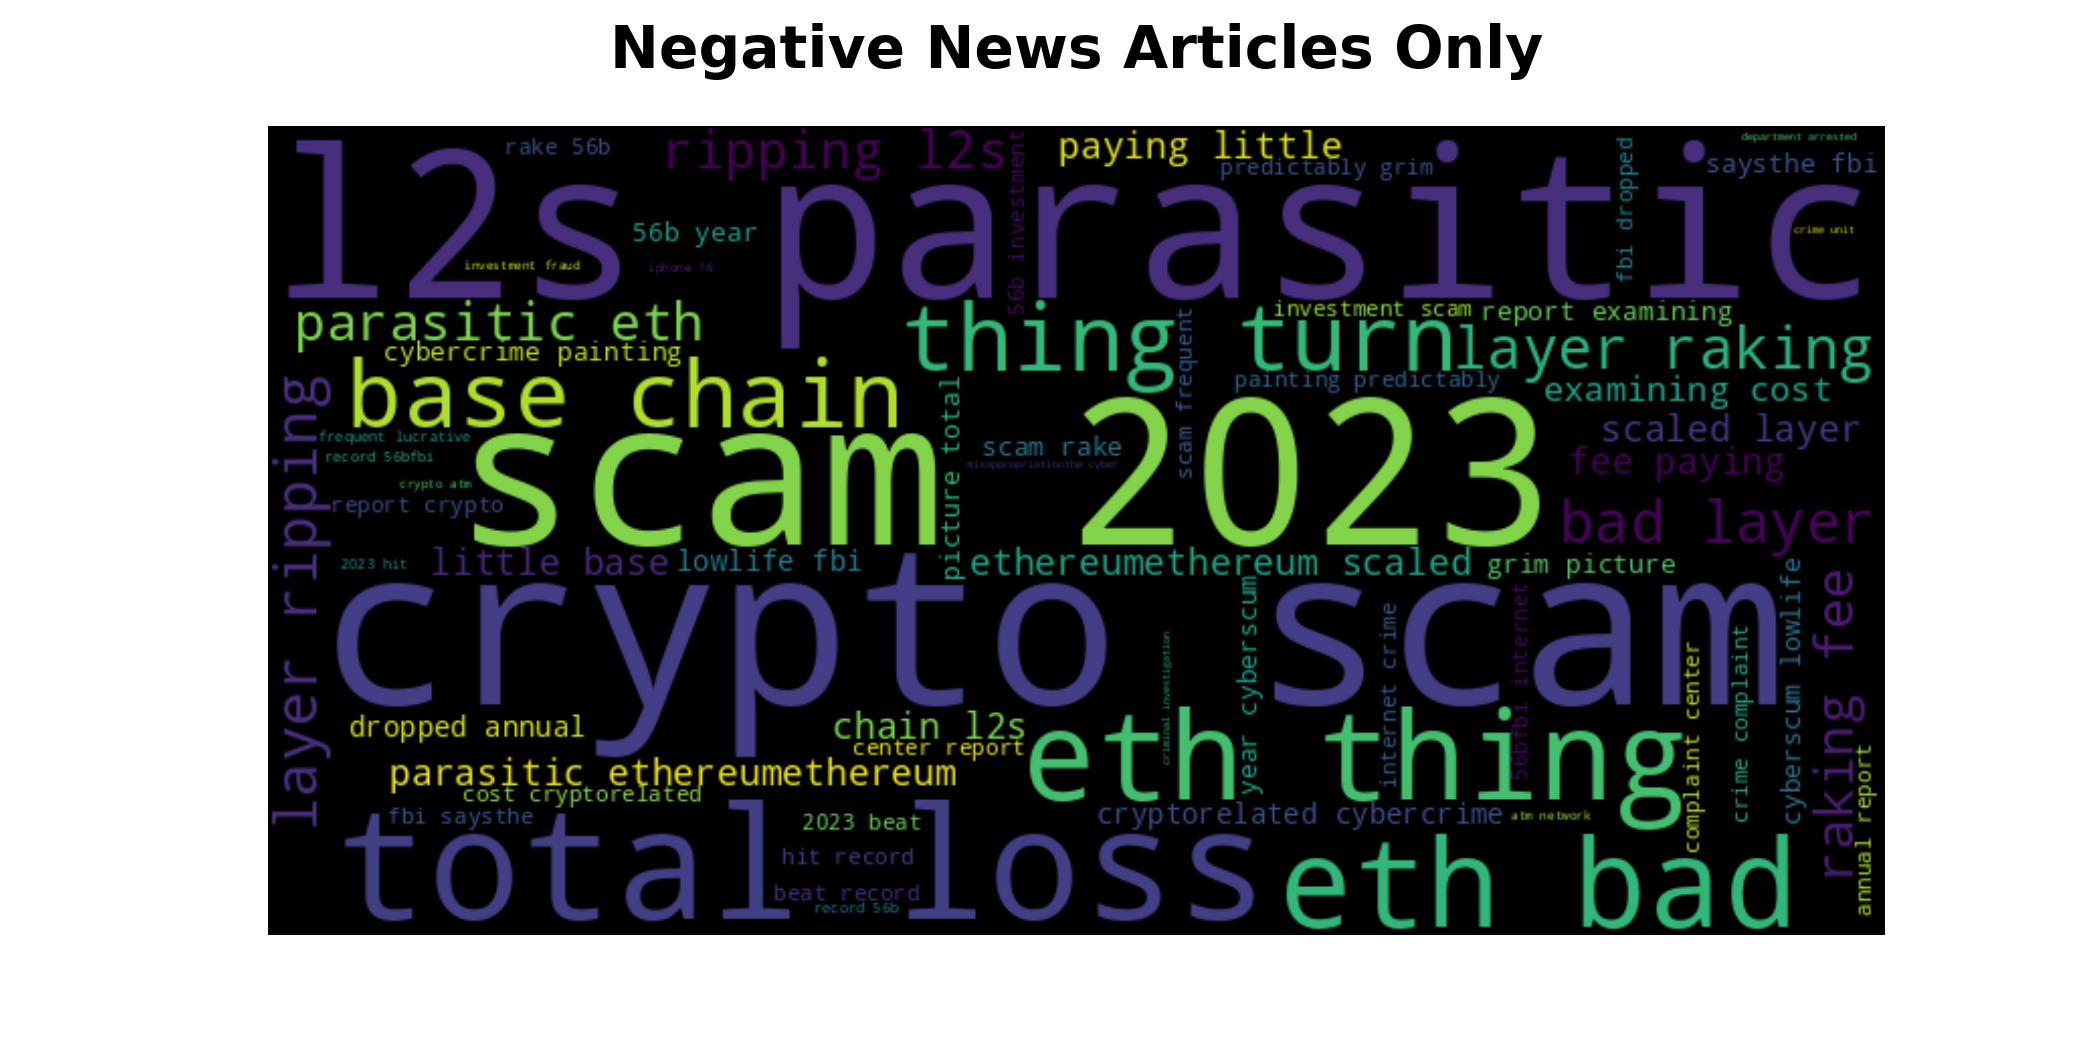 Negative News Articles Only
l2s parasitic
rake 56b
ripping l2s
paying little
predictably grim
department arrested
saysthe fbi
fbi dropped
56b investment
56b year
crime unit
investment fraud
iphone 16
parasitic eth
cybercrime painting
thing turn
investment scam
report examining
layer raking
base chain
scam frequent
painting predictably
examining cost
layer ripping
picture total
scam 2023
frequent lucrative
record 56bfbi
crypto atm
report crypto
scam rake
misappropriationthe cyber
scaled layer
fee paying
bad layer
2023 hit
little base
lowlife fbi
ethereumethereum scaled
grim picture
crypto scam
year cyberscum
criminal investigation
internet crime
56bfbi internet
complaint center
crime complaint
cyberscum lowlife
raking fee
dropped annual
chain l2s
center report
eth thing
parasitic ethereumethereum
cost cryptorelated
annual report
fbi saysthe
2023 beat
cryptorelated cybercrime
atm network
total loss
hit record
beat record
record 56b
eth bad